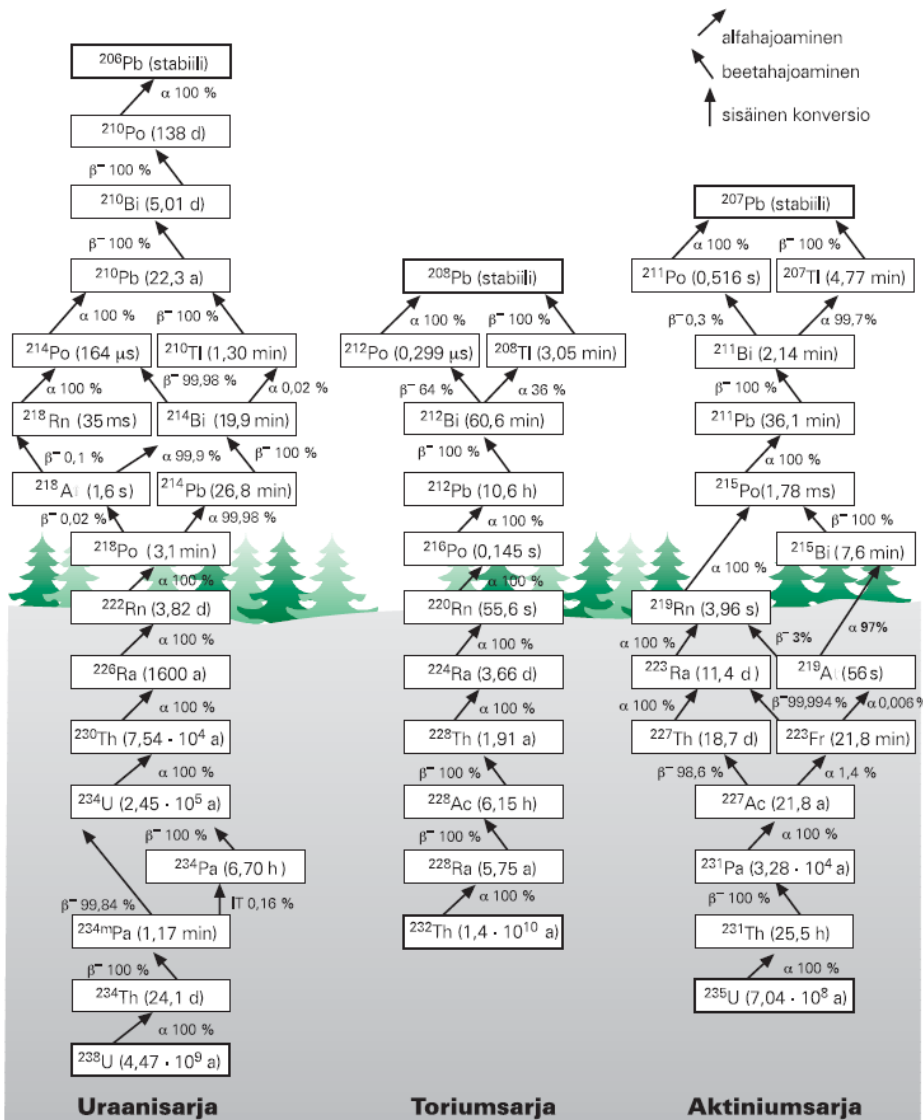 alfahajoaminen
beetahajoaminen
sisäinen konversio
²⁰⁶Pb (stabiili)
α 100 %
²¹⁰Po (138 d)
β⁻ 100 %
²¹⁰Bi (5,01 d)
β⁻ 100 %
²¹⁰Pb (22,3 a)
α 100 %
β⁻ 100 %
²¹⁴Po (164 µs)
²¹⁰Tl (1,30 min)
α 100 %
β⁻ 99,98 %
α 0,02 %
²¹⁸Rn (35 ms)
²¹⁴Bi (19,9 min)
β⁻ 0,1 %
α 99,9 %
β⁻ 100 %
(1,6 s)
²¹⁴Pb (26,8 min)
β⁻ 0,02 %
α 99,98 %
²¹⁸Po (3,1 min)
α 100 %
²²²Rn (3,82 d)
α 100 %
²²⁶Ra (1600 a)
α 100 %
²³⁰Th (7,54 · 10⁴ a)
α 100 %
²³⁴U (2,45 · 10⁵ a)
β⁻ 100 %
²³⁴Pa (6,70 h)
β⁻ 99,84 %
IT 0,16 %
²³⁴ᵐPa (1,17 min)
β⁻ 100 %
²³⁴Th (24,1 d)
α 100 %
²³⁸U (4,47 · 10⁹ a)
Uraanisarja
²⁰⁸Pb (stabiili)
α 100 %
β⁻ 100 %
²¹²Po (0,299 µs)
²⁰⁸Tl (3,05 min)
β⁻ 64 %
α 36 %
²¹²Bi (60,6 min)
β⁻ 100 %
²¹²Pb (10,6 h)
α 100 %
²¹⁶Po (0,145 s)
α 100 %
²²⁰Rn (55,6 s)
α 100 %
²²⁴Ra (3,66 d)
α 100 %
²²⁸Th (1,91 a)
β⁻ 100 %
²²⁸Ac (6,15 h)
β⁻ 100 %
²²⁸Ra (5,75 a)
α 100 %
²³²Th (1,4 · 10¹⁰ a)
Toriumsarja
²⁰⁷Pb (stabiili)
α 100 %
β⁻ 100 %
²¹¹Po (0,516 s)
²⁰⁷Tl (4,77 min)
β⁻ 0,3 %
α 99,7%
²¹¹Bi (2,14 min)
β⁻ 100 %
²¹¹Pb (36,1 min)
α 100 %
²¹⁵Po(1,78 ms)
β⁻ 100 %
²¹⁵Bi (7,6 min)
α 100 %
²¹⁹Rn (3,96 s)
α 100 %
β⁻ 3%
α 97%
²²³Ra (11,4 d)
(56 s)
α 100 %
β⁻99,994 %
α 0,006 %
²²⁷Th (18,7 d)
²²³Fr (21,8 min)
β⁻ 98,6 %
α 1,4 %
²²⁷Ac (21,8 a)
α 100 %
²³¹Pa (3,28 · 10⁴ a)
β⁻ 100 %
²³¹Th (25,5 h)
α 100 %
²³⁵U (7,04 · 10⁸ a)
Aktiniumsarja